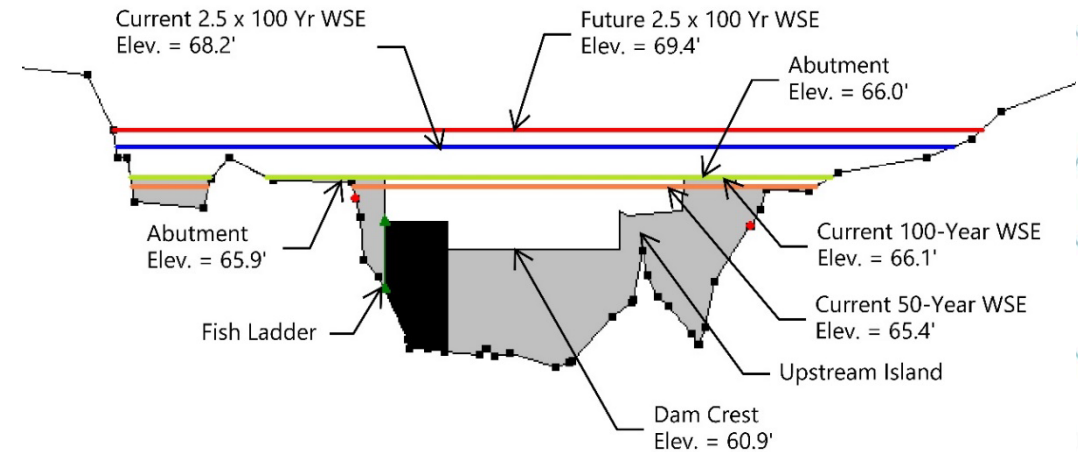 Current 2.5 x 100 Yr WSE
Elev. = 68.2'
Future 2.5 x 100 Yr WSE
Elev. = 69.4'
Abutment
Elev. = 66.0'
Abutment
Elev. = 65.9'
Current 100-Year WSE
Elev. = 66.1'
Current 50-Year WSE
Elev. = 65.4'
Fish Ladder
Upstream Island
Dam Crest
Elev. = 60.9'